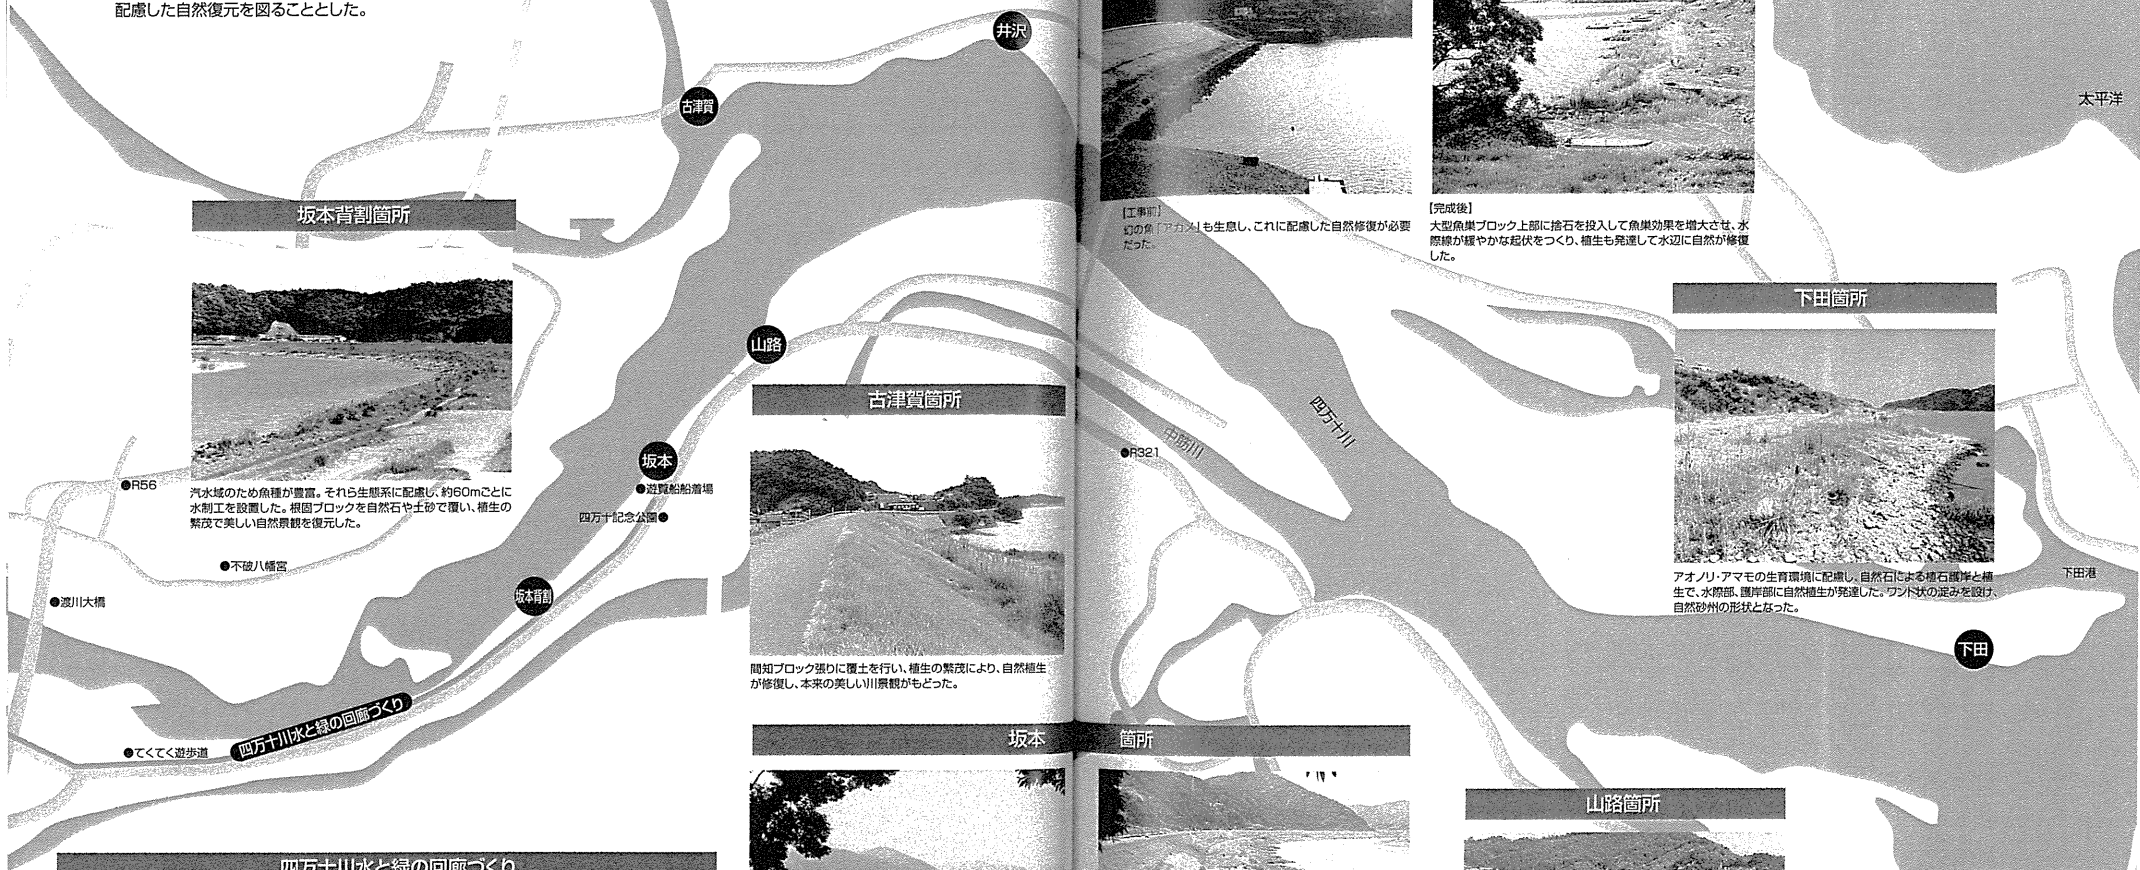 配慮した自然復元を図ることとした。
井沢
古津賀
太平洋
坂本背割箇所
【工事前】
幻の魚「アカメ」も生息し、これに配慮した自然修復が必要
だった。
【完成後】
大型魚巣ブロック上部に捨石を投入して魚巣効果を増大させ、水
際線が緩やかな起伏をつくり、植生も発達して水辺に自然が修復
した。
下田箇所
山路
古津賀箇所
四万十川
中筋川
R321
坂本
遊覧船船着場
四万十記念公園
R56
汽水域のため魚種が豊富。それら生態系に配慮し、約60mごとに
水制工を設置した。根固ブロックを自然石や土砂で覆い、植生の
繁茂で美しい自然景観を復元した。
不破八幡宮
渡川大橋
坂本背割
アオノリ・アマモの生育環境に配慮し、自然石による植石護岸と植
生で、水際部、護岸部に自然植生が発達した。ワンド状の淀みを設け、
自然砂州の形状となった。
下田港
下田
間知ブロック張りに覆土を行い、植生の繁茂により、自然植生
が修復し、本来の美しい川景観がもどった。
四万十川水と緑の回廊づくり
てくてく遊歩道
坂本 箇所
山路箇所
四万十川水と緑の回廊づくり